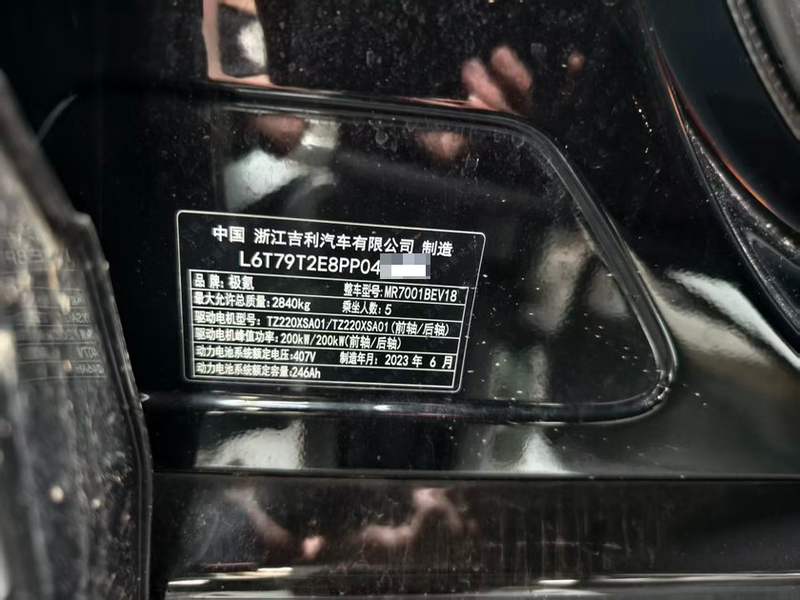 中国 浙江吉利汽车有限公司 制造
L6T79T2E8PP04
品 牌:极氪 整车型号:MR7001BEV18
最大允许总质量:2840kg 乘坐人数:5
驱动电机型号:TZ220XSA01/TZ220XSA01(前轴/后轴)
驱动电机峰值功率:200kW/200kW(前轴/后轴)
动力电池系统额定电压:407V 制造年月:2023 年 6 月
动力电池系统额定容量:246Ah